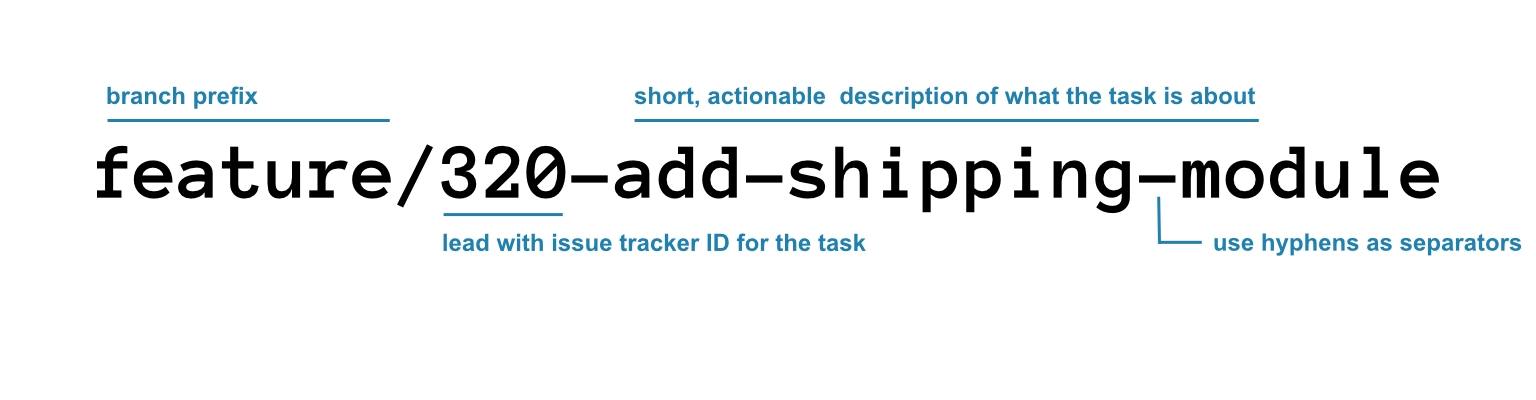 branch prefix
short, actionable  description of what the task is about
feature/320-add-shipping-module
lead with issue tracker ID for the task
use hyphens as separators